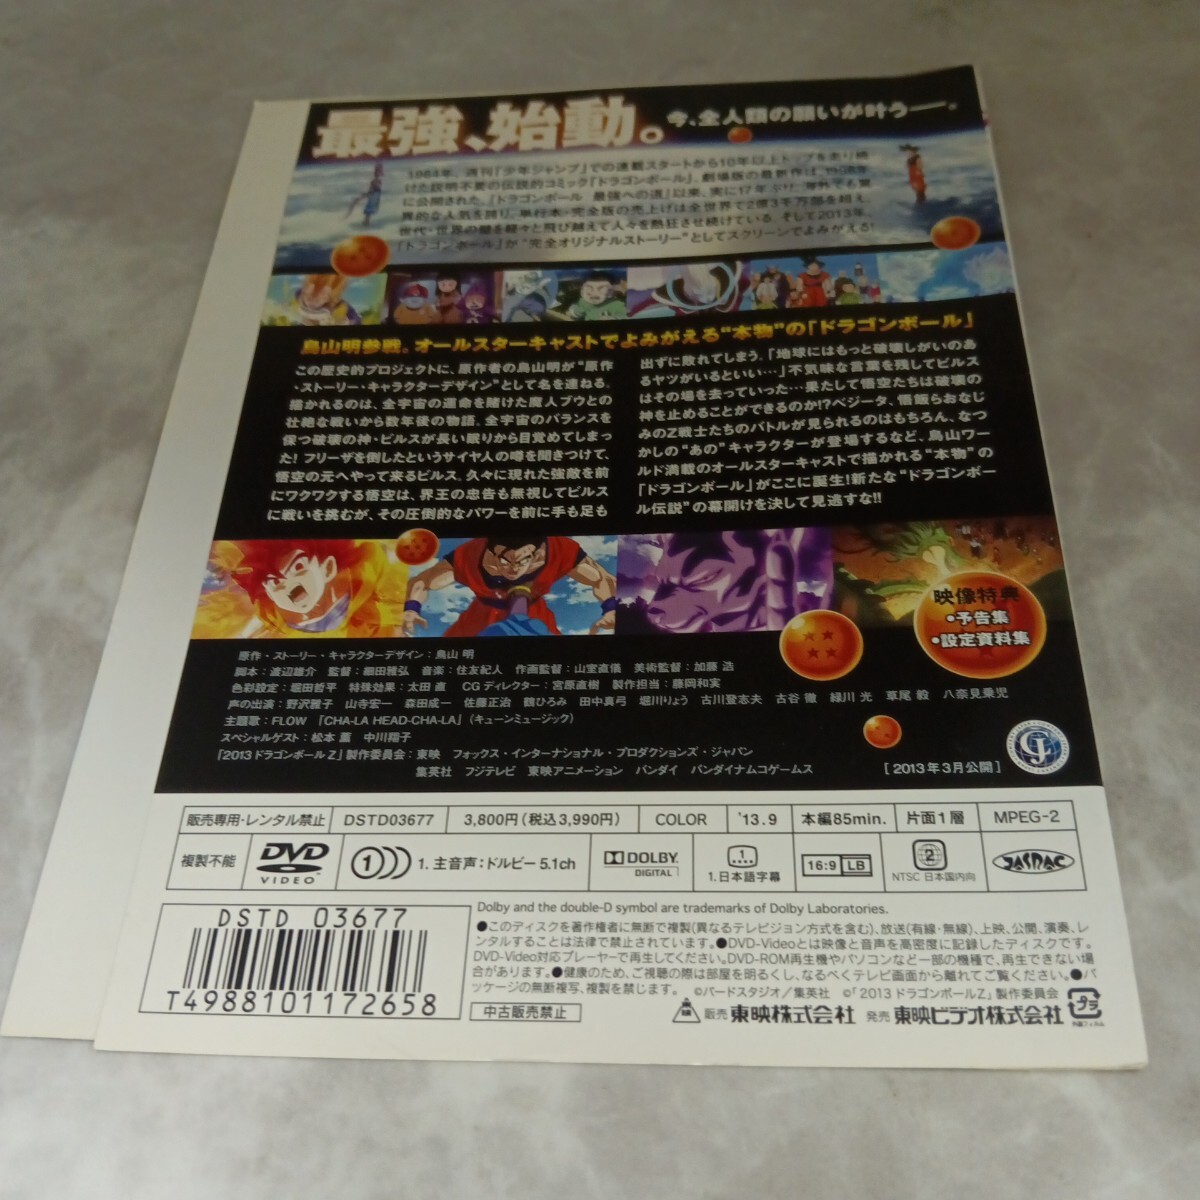 最強、始動。
今、全人類の願いが叶うー。
週刊「少年ジャンプ」での連載スタートから10年以上トップを走り続
けた説明不要の伝説的コミック「ドラゴンボール」。劇場版の最新作は、1996年
に公開された、「ドラゴンボール 最強への道」以来、実に17年ぶり。海外でも驚
異的な人気を誇り、単行本・完全版の売上げは全世界で2億3千万部を超え、
世代・世界の壁を軽々と飛び越えて人々を熱狂させ続けている。そして2013年、
「ドラゴンボール」が“完全オリジナルストーリー”としてスクリーンでよみがえる!
鳥山明参戦。オールスターキャストでよみがえる“本物”の「ドラゴンボール」
この歴史的プロジェクトに、原作者の鳥山明が“原作
・ストーリー・キャラクターデザイン”として名を連ねる。
描かれるのは、全宇宙の運命を賭けた魔人ブウとの
壮絶な戦いから数年後の物語。全宇宙のバランスを
保つ破壊の神・ビルスが長い眠りから目覚めてしまっ
た! フリーザを倒したというサイヤ人の噂を聞きつけて、
悟空の元へやって来るビルス。久々に現れた強敵を前
にワクワクする悟空は、界王の忠告も無視してビルス
に戦いを挑むが、その圧倒的なパワーを前に手も足も
出ずに敗れてしまう。「地球にはもっと破壊しがいのあ
るヤツがいるといい…」不気味な言葉を残してビルス
はその場を去っていった…果たして悟空たちは破壊の
神を止めることができるのか!?ベジータ、悟飯らおなじ
みのZ戦士たちのバトルが見られるのはもちろん、なつ
かしの“あの”キャラクターが登場するなど、鳥山ワー
ルド満載のオールスターキャストで描かれる“本物”の
「ドラゴンボール」がここに誕生!新たな“ドラゴンボー
ル伝説”の幕開けを決して見逃すな!!
映像特典
•予告集
•設定資料集
原作・ストーリー・キャラクターデザイン:鳥山 明
脚本:渡辺雄介 監督:細田雅弘 音楽:住友紀人 作画監督:山室直儀 美術監督:加藤 浩
色彩設定:堀田哲平 特殊効果:太田 直 CGディレクター:宮原直樹 製作担当:藤岡和実
声の出演:野沢雅子 山寺宏一 森田成一 佐藤正治 鶴ひろみ 田中真弓 堀川りょう 古川登志夫 古谷 徹 緑川 光 草尾 毅 八奈見乗児
主題歌:FLOW 「CHA-LA HEAD-CHA-LA」(キューンミュージック)
スペシャルゲスト:松本 薫 中川翔子
「2013 ドラゴンボールZ」製作委員会:東映 フォックス・インターナショナル・プロダクションズ・ジャパン
集英社 フジテレビ 東映アニメーション バンダイ バンダイナムコゲームス
[2013年3月公開]
販売専用・レンタル禁止 DSTD03677 3,800円(税込3,990円) COLOR '13.9 本編85min. 片面1層 MPEG-2
複製不能 DVD VIDEO 1 1. 主音声:ドルビー 5.1ch DOLBY DIGITAL 1. 1.日本語字幕 16:9 LB 2 NTSC 日本国内向 JASRAC
Dolby and the double-D symbol are trademarks of Dolby Laboratories.
DSTD 03677
T4988101172658
●このディスクを著作権者に無断で複製(異なるテレビジョン方式を含む)、放送(有線・無線)、上映、公開、演奏、レ
ンタルすることは法律で禁止されています。●DVD-Videoとは映像と音声を高密度に記録したディスクです。
DVD-Video対応プレーヤーで再生してください。DVD-ROM再生機やパソコンなど一部の機種で、再生できない場
合があります。●健康のため、ご視聴の際は部屋を明るくし、なるべくテレビ画面から離れてご覧ください。●パ
ッケージの無断複写、複製を禁じます。 ©バードスタジオ/集英社 ©「2013 ドラゴンボールZ」製作委員会
中古販売禁止
販売 東映株式会社 発売 東映ビデオ株式会社
プラ
外装フィルム